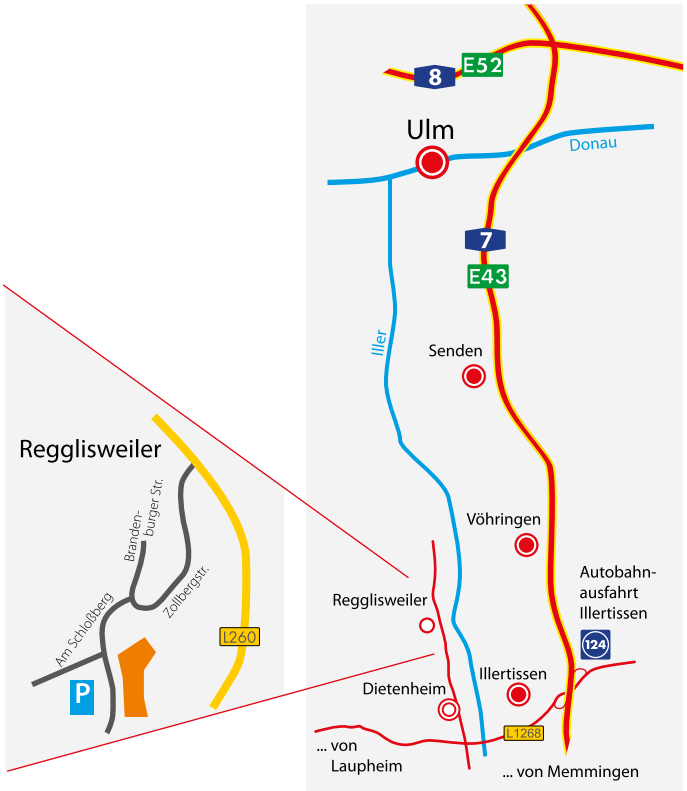 8
E52
Ulm
Donau
7
E43
Iller
Senden
Regglisweiler
Branden-
burger Str.
Zollbergstr.
Am Schloßberg
L260
P
Vöhringen
Autobahn-
ausfahrt
Illertissen
124
Regglisweiler
Illertissen
Dietenheim
L1268
... von
Laupheim
... von Memmingen